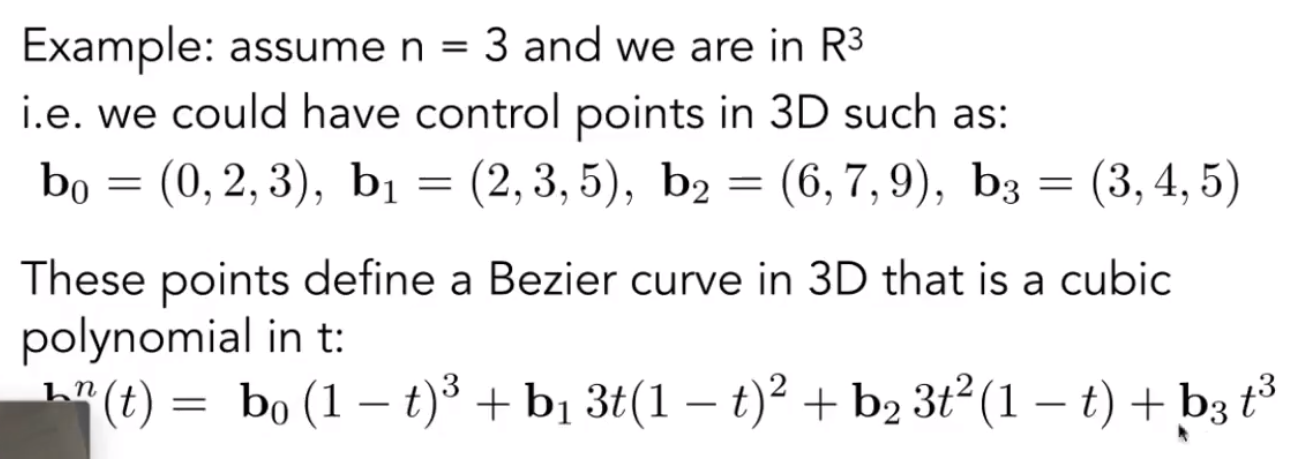 Example: assume n = 3 and we are in R³
i.e. we could have control points in 3D such as:
b₀ = (0, 2, 3), b₁ = (2, 3, 5), b₂ = (6, 7, 9), b₃ = (3, 4, 5)
These points define a Bezier curve in 3D that is a cubic
polynomial in t:
bⁿ(t) = b₀ (1 − t)³ + b₁ 3t(1 − t)² + b₂ 3t²(1 − t) + b₃ t³